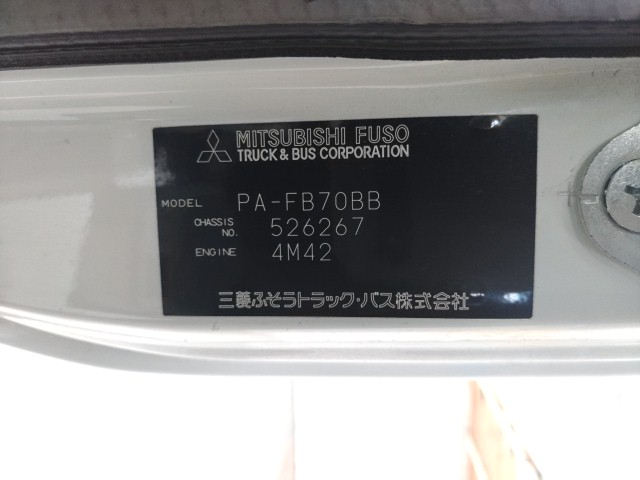 MITSUBISHI FUSO
TRUCK & BUS CORPORATION
MODEL PA-FB70BB
CHASSIS NO. 526267
ENGINE 4M42
三菱ふそうトラック・バス株式会社